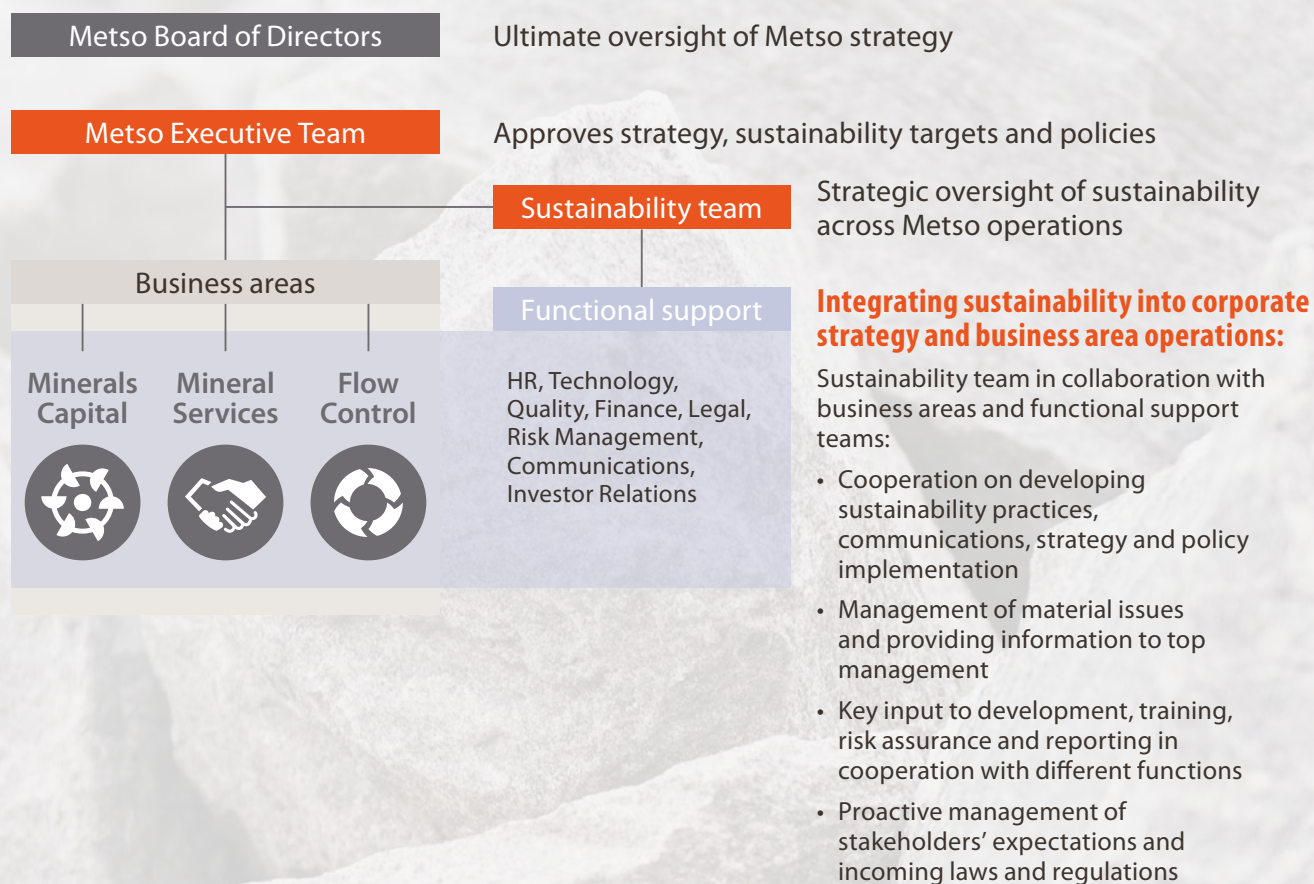 Metso Board of Directors
Ultimate oversight of Metso strategy
Metso Executive Team
Approves strategy, sustainability targets and policies
Sustainability team
Strategic oversight of sustainability
across Metso operations
Business areas
Minerals
Capital
Mineral
Services
Flow
Control
Functional support
HR, Technology,
Quality, Finance, Legal,
Risk Management,
Communications,
Investor Relations
Integrating sustainability into corporate
strategy and business area operations:
Sustainability team in collaboration with
business areas and functional support
teams:
• Cooperation on developing
sustainability practices,
communications, strategy and policy
implementation
• Management of material issues
and providing information to top
management
• Key input to development, training,
risk assurance and reporting in
cooperation with different functions
• Proactive management of
stakeholders’ expectations and
incoming laws and regulations